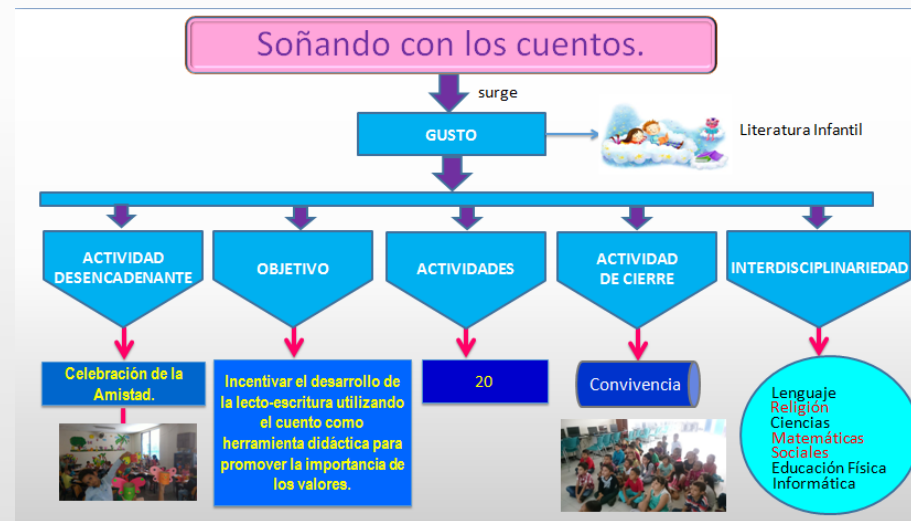 Soñando con los cuentos.
surge
GUSTO
Literatura Infantil
ACTIVIDAD
DESENCADENANTE
OBJETIVO
ACTIVIDADES
ACTIVIDAD
DE CIERRE
INTERDISCIPLINARIEDAD
Celebración de la
Amistad.
Incentivar el desarrollo de
la lecto-escritura utilizando
el cuento como
herramienta didáctica para
promover la importancia de
los valores.
20
Convivencia
Lenguaje
Religión
Ciencias
Matemáticas
Sociales
Educación Física
Informática